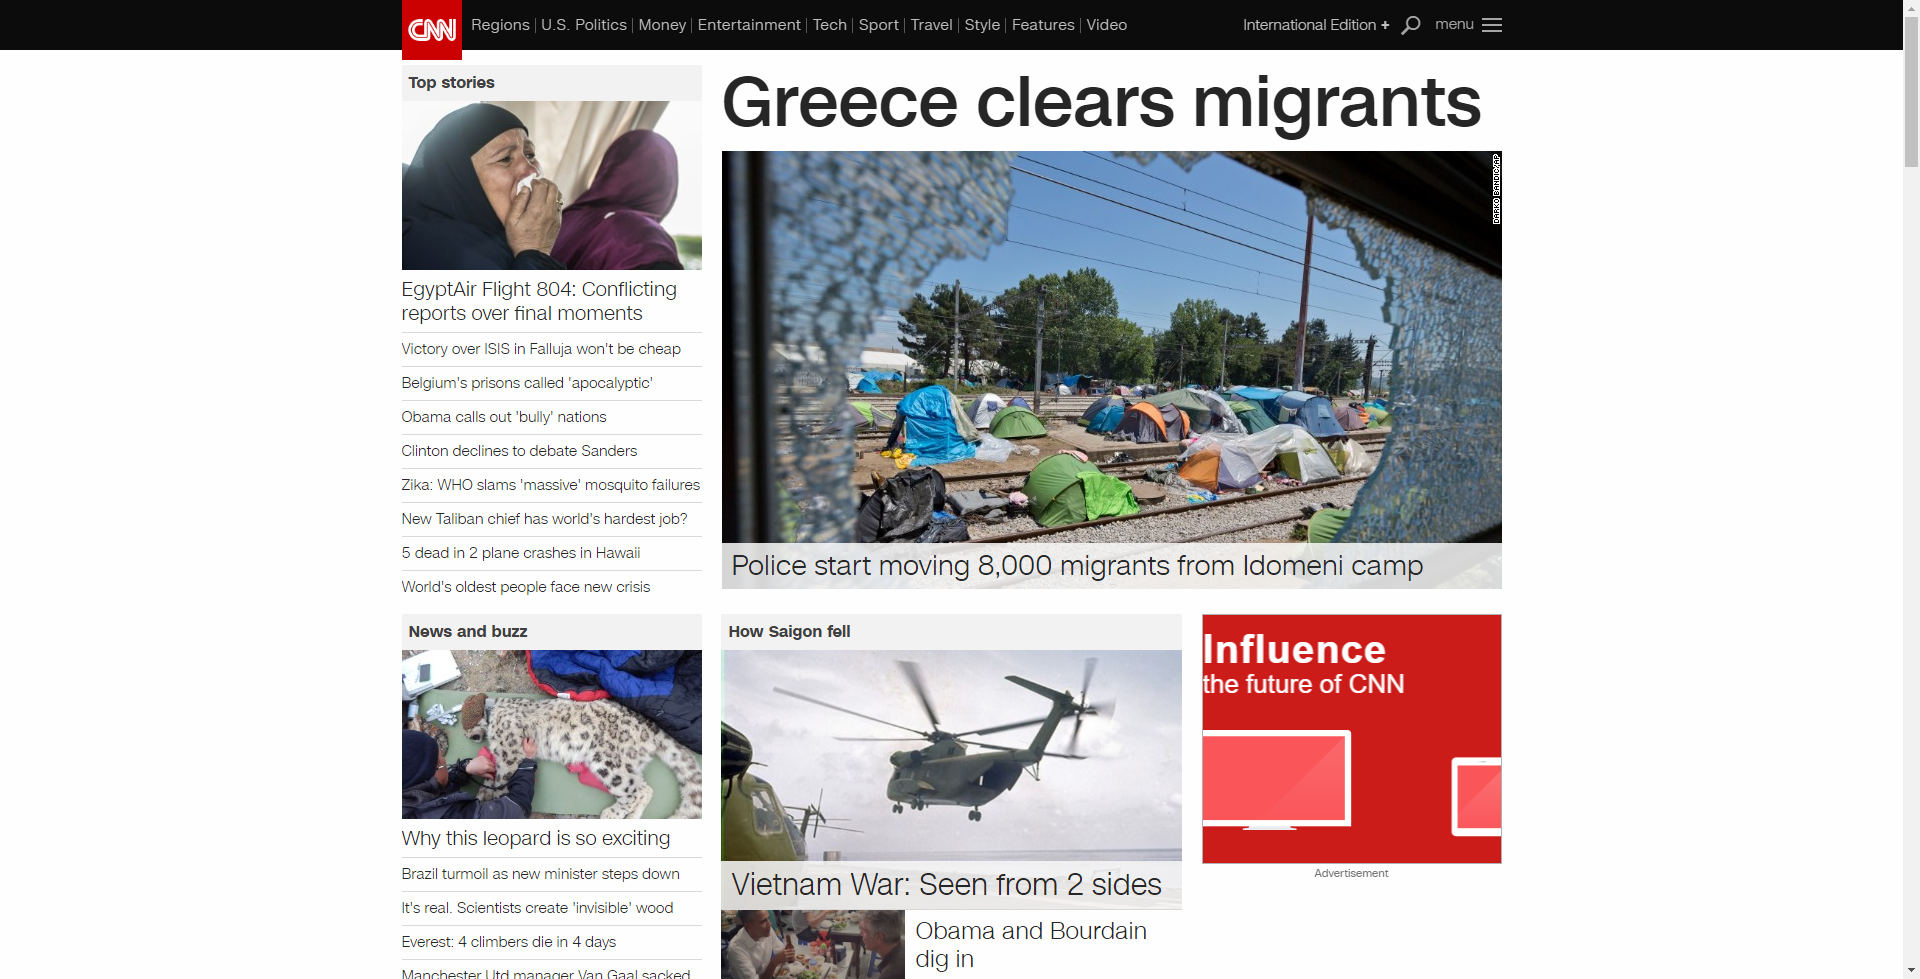 CNN
Regions
U.S. Politics
Money
Entertainment
Tech
Sport
Travel
Style
Features
Video
International Edition +
menu
Top stories
EgyptAir Flight 804: Conflicting
reports over final moments
Victory over ISIS in Falluja won't be cheap
Belgium's prisons called 'apocalyptic'
Obama calls out 'bully' nations
Clinton declines to debate Sanders
Zika: WHO slams 'massive' mosquito failures
New Taliban chief has world's hardest job?
5 dead in 2 plane crashes in Hawaii
World's oldest people face new crisis
Greece clears migrants
DARKO BANDIC/AP
Police start moving 8,000 migrants from Idomeni camp
News and buzz
Why this leopard is so exciting
Brazil turmoil as new minister steps down
It's real. Scientists create 'invisible' wood
Everest: 4 climbers die in 4 days
Manchester Utd manager Van Gaal sacked
How Saigon fell
Vietnam War: Seen from 2 sides
Obama and Bourdain
dig in
Influence
the future of CNN
Advertisement